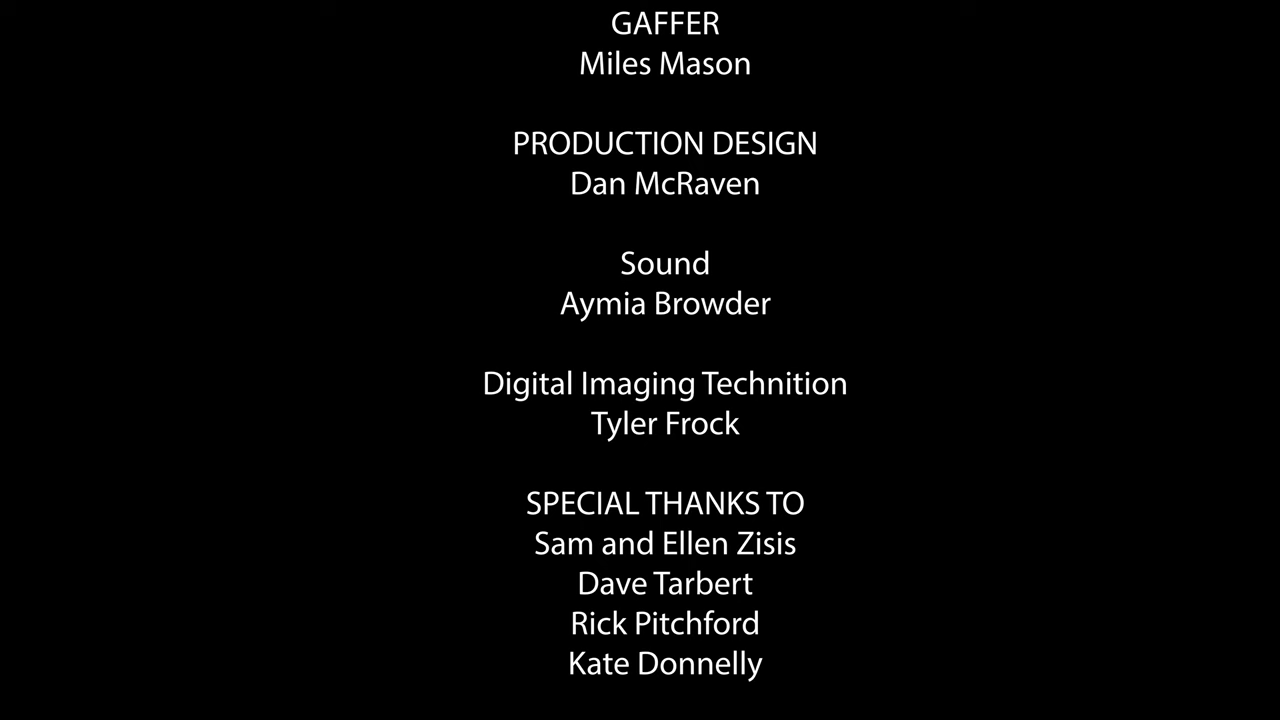 GAFFER
Miles Mason
PRODUCTION DESIGN
Dan McRaven
Sound
Aymia Browder
Digital Imaging Technition
Tyler Frock
SPECIAL THANKS TO
Sam and Ellen Zisis
Dave Tarbert
Rick Pitchford
Kate Donnelly